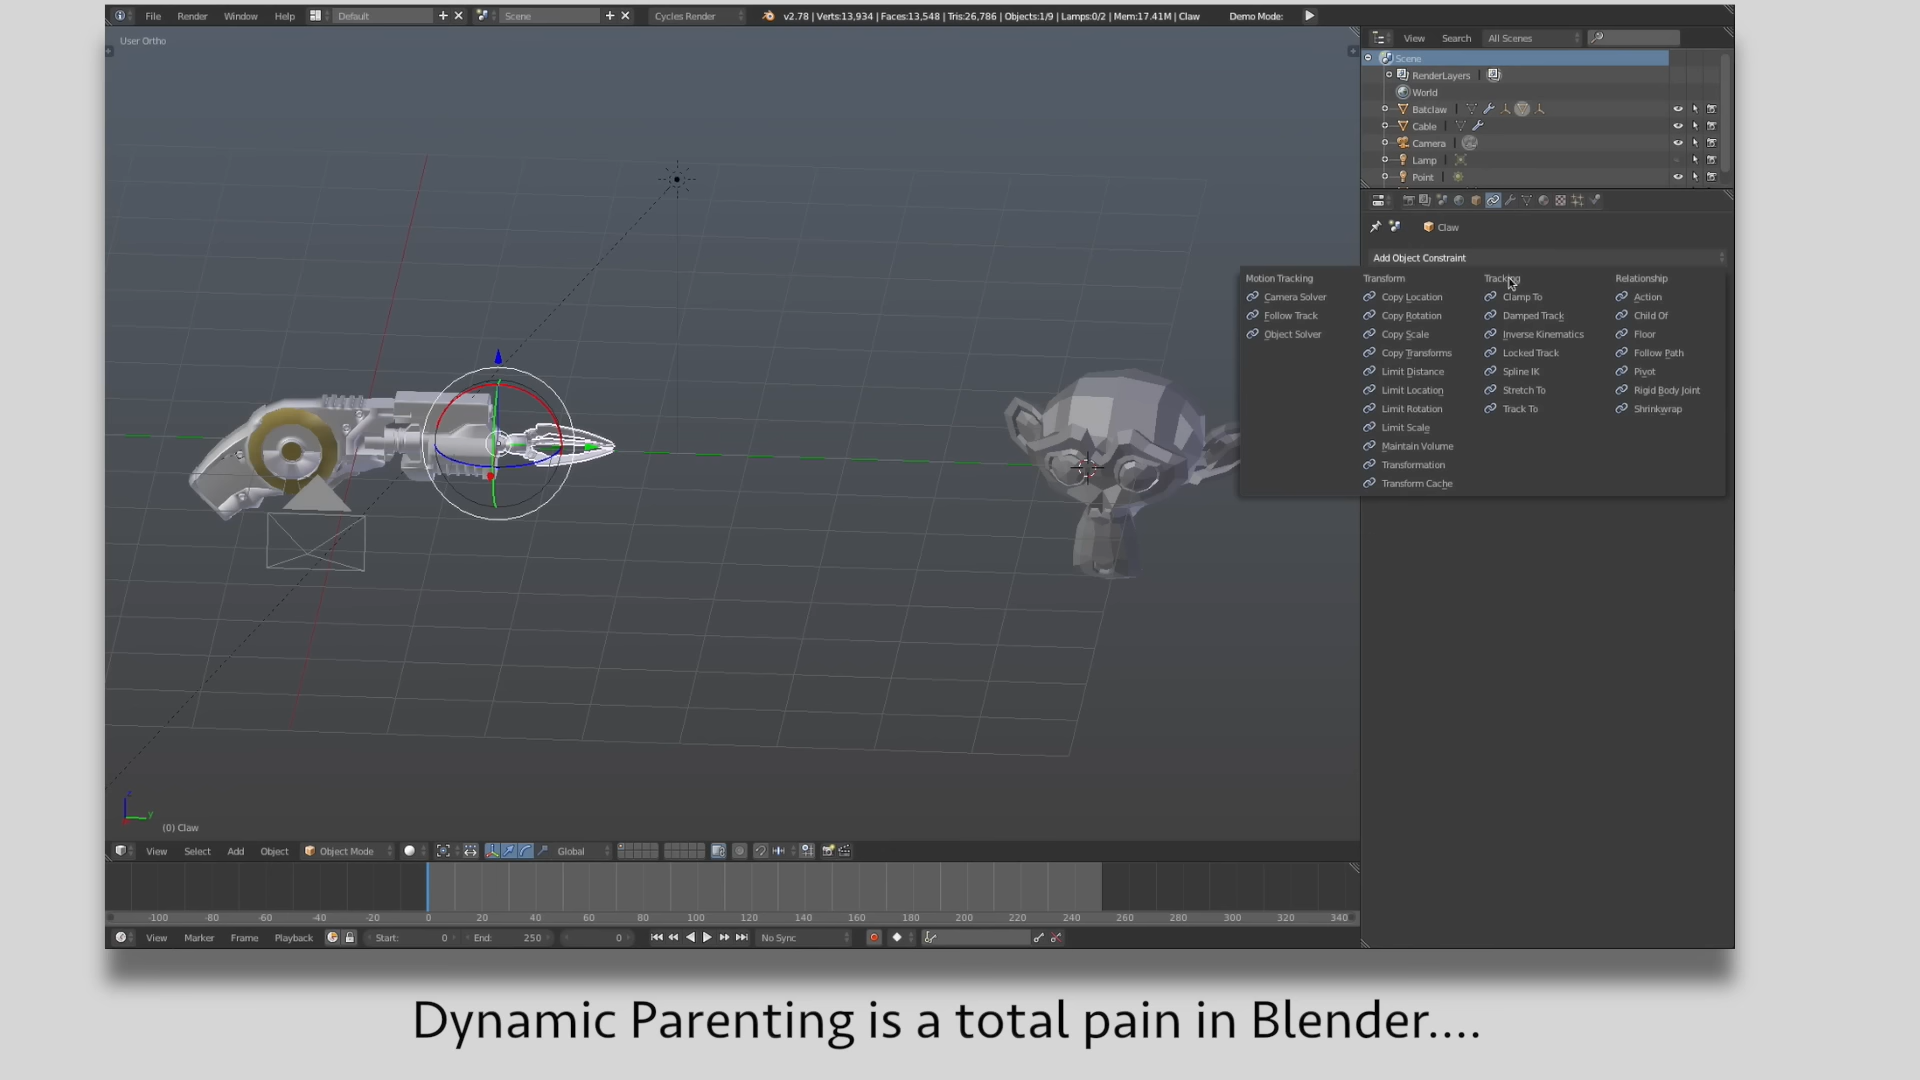 File Render Window Help Default Scene Cycles Render v2.78 | Verts:13,934 | Faces:13,548 | Tris:26,786 | Objects:1/9 | Lamps:0/2 | Mem:17.41M | Claw Demo Mode:
User Ortho
View Search All Scenes
Scene
RenderLayers
World
Batclaw
Cable
Camera
Lamp
Point
Claw
Add Object Constraint
Motion Tracking Transform Tracking Relationship
Camera Solver Copy Location Clamp To Action
Follow Track Copy Rotation Damped Track Child Of
Object Solver Copy Scale Inverse Kinematics Floor
Copy Transforms Locked Track Follow Path
Limit Distance Spline IK Pivot
Limit Location Stretch To Rigid Body Joint
Limit Rotation Track To Shrinkwrap
Limit Scale
Maintain Volume
Transformation
Transform Cache
z
y
(0) Claw
View Select Add Object Object Mode Global
-100 -80 -60 -40 -20 0 20 40 60 80 100 120 140 160 180 200 220 240 260 280 300 320 340
View Marker Frame Playback Start: 0 End: 250 0 No Sync
Dynamic Parenting is a total pain in Blender....